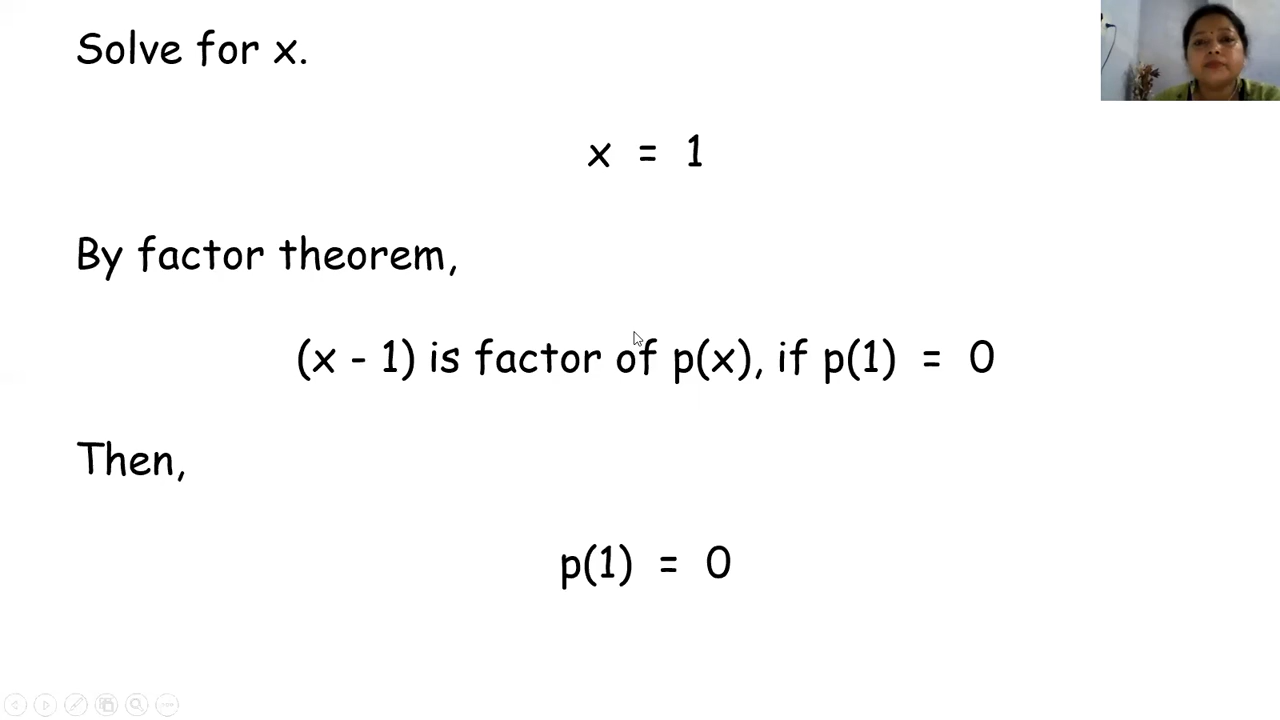 Solve for x.
x = 1
By factor theorem,
(x - 1) is factor of p(x), if p(1) = 0
Then,
p(1) = 0